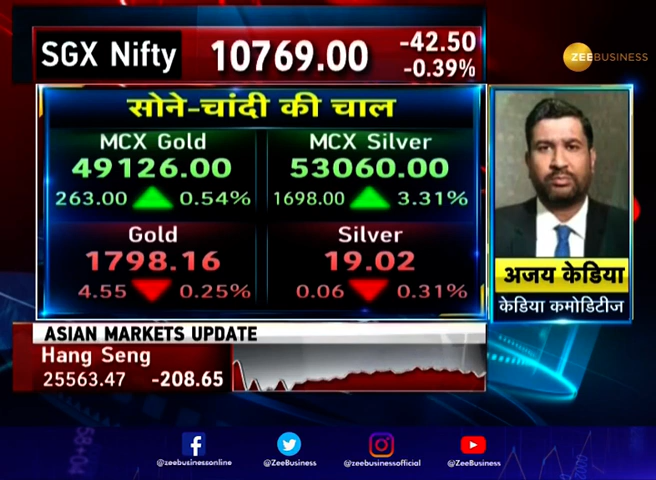 SGX Nifty 10769.00 -42.50
-0.39%
ZEE BUSINESS
सोने-चांदी की चाल
MCX Gold
49126.00
263.00 0.54%
MCX Silver
53060.00
1698.00 3.31%
Gold
1798.16
4.55 0.25%
Silver
19.02
0.06 0.31%
अजय केडिया
केडिया कमोडिटीज
ASIAN MARKETS UPDATE
Hang Seng
25563.47 -208.65
@zeebusinessonline
@ZeeBusiness
@zeebusinessofficial
@ZeeBusiness